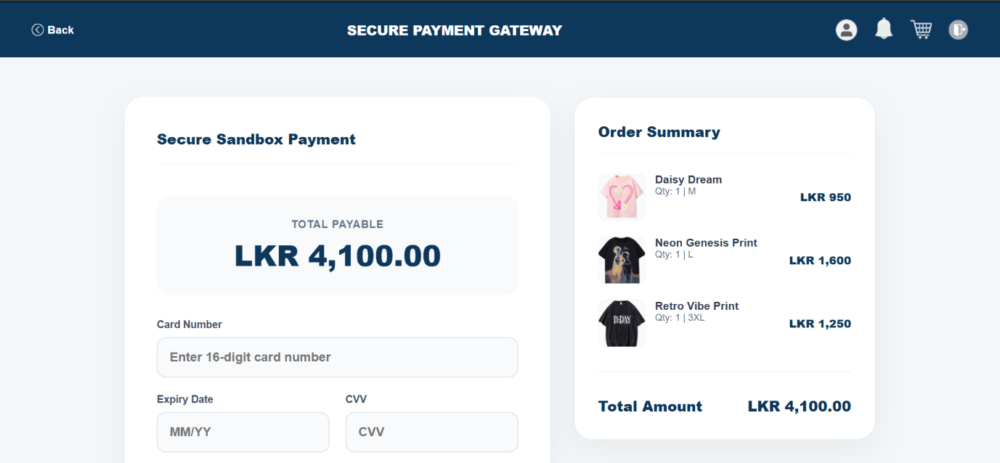 Back
SECURE PAYMENT GATEWAY
Secure Sandbox Payment
TOTAL PAYABLE
LKR 4,100.00
Card Number
Enter 16-digit card number
Expiry Date
CVV
MM/YY
CVV
Order Summary
Daisy Dream
Qty: 1 | M
LKR 950
Neon Genesis Print
Qty: 1 | L
LKR 1,600
Retro Vibe Print
Qty: 1 | 3XL
D-DAY
LKR 1,250
Total Amount
LKR 4,100.00